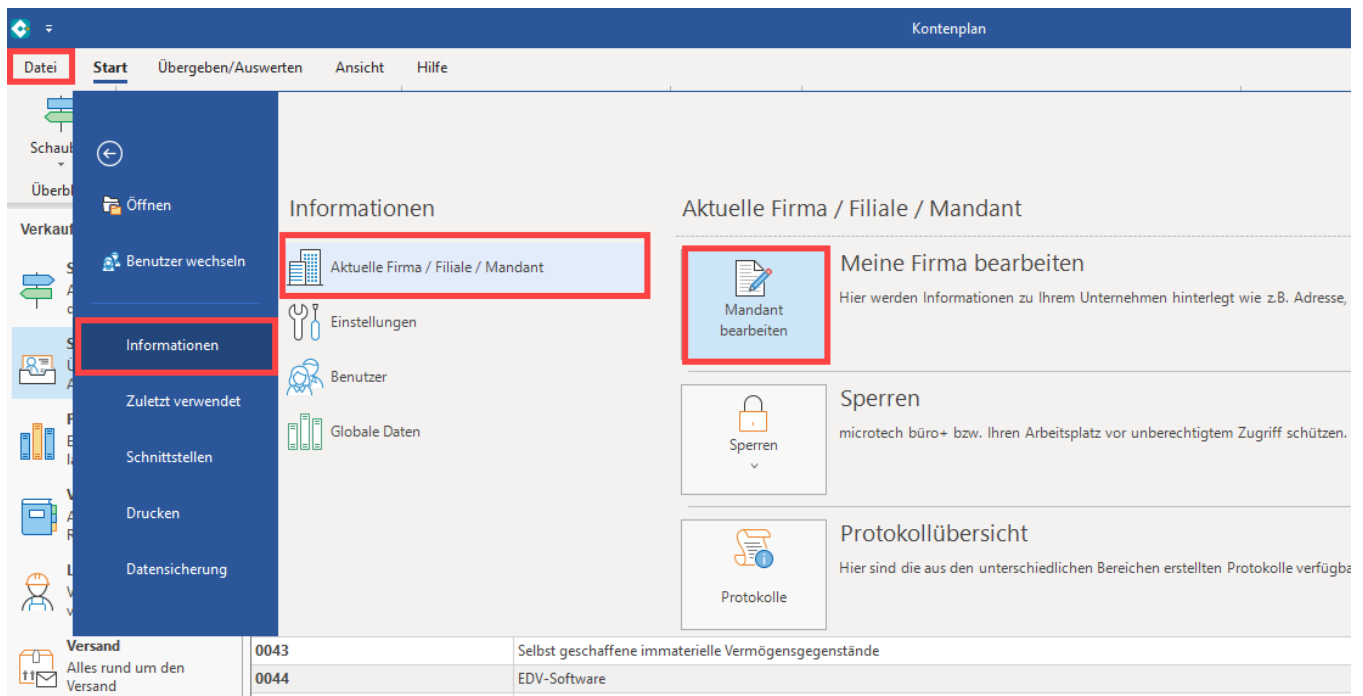 Kontenplan
Datei Start Übergeben/Auswerten Ansicht Hilfe
Öffnen
Benutzer wechseln
Informationen
Zuletzt verwendet
Schnittstellen
Drucken
Datensicherung
Informationen
Aktuelle Firma / Filiale / Mandant
Einstellungen
Benutzer
Globale Daten
Aktuelle Firma / Filiale / Mandant
Mandant
bearbeiten
Meine Firma bearbeiten
Hier werden Informationen zu Ihrem Unternehmen hinterlegt wie z.B. Adresse,
Sperren
Sperren
microtech büro+ bzw. Ihren Arbeitsplatz vor unberechtigtem Zugriff schützen.
Protokolle
Protokollübersicht
Hier sind die aus den unterschiedlichen Bereichen erstellten Protokolle
Versand
Alles rund um den
Versand
0043 Selbst geschaffene immaterielle Vermögensgegenstände
0044 EDV-Software